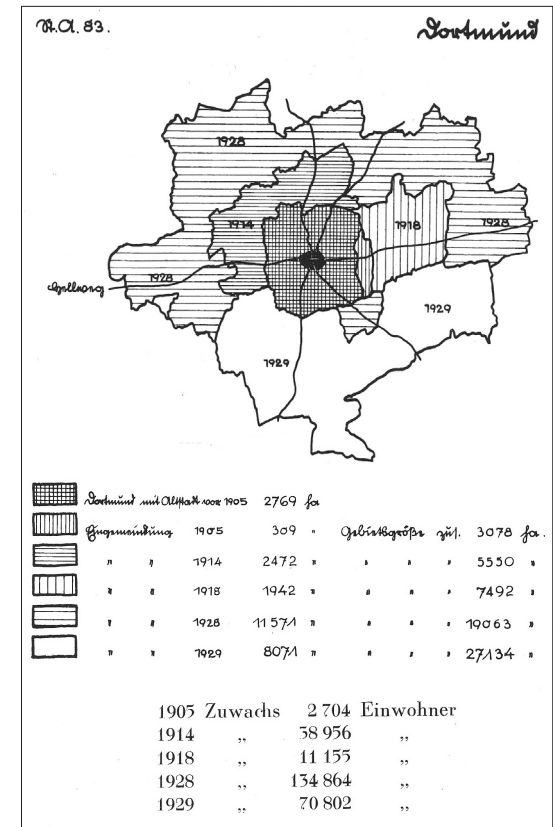 St.A. 83.
Dortmund
1928
1914
1918
1928
1928
Hellweg
1929
1929
Dortmund mit Altstadt vor 1905 2769 ha
Eingemeindung 1905 309 " Gebietsgröße zus. 3078 ha.
" " 1914 2472 " " " " 5550 "
" " 1918 1942 " " " " 7492 "
" " 1928 11571 " " " " 19063 "
" " 1929 8071 " " " " 27134 "
1905 Zuwachs 2 704 Einwohner
1914 „ 38 956 „
1918 „ 11 155 „
1928 „ 134 864 „
1929 „ 70 802 „